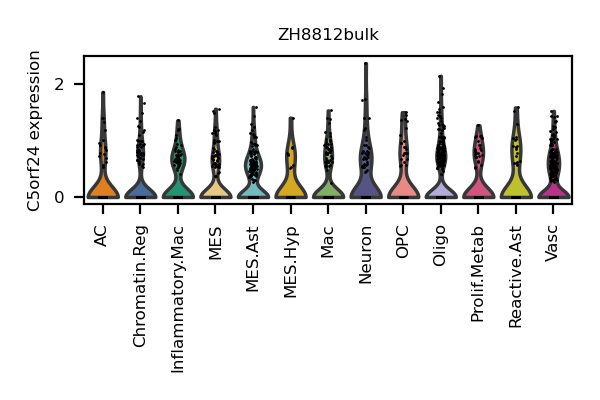 ZH8812bulk
C5orf24 expression
2
0
AC
Chromatin.Reg
Inflammatory.Mac
MES
MES.Ast
MES.Hyp
Mac
Neuron
OPC
Oligo
Prolif.Metab
Reactive.Ast
Vasc